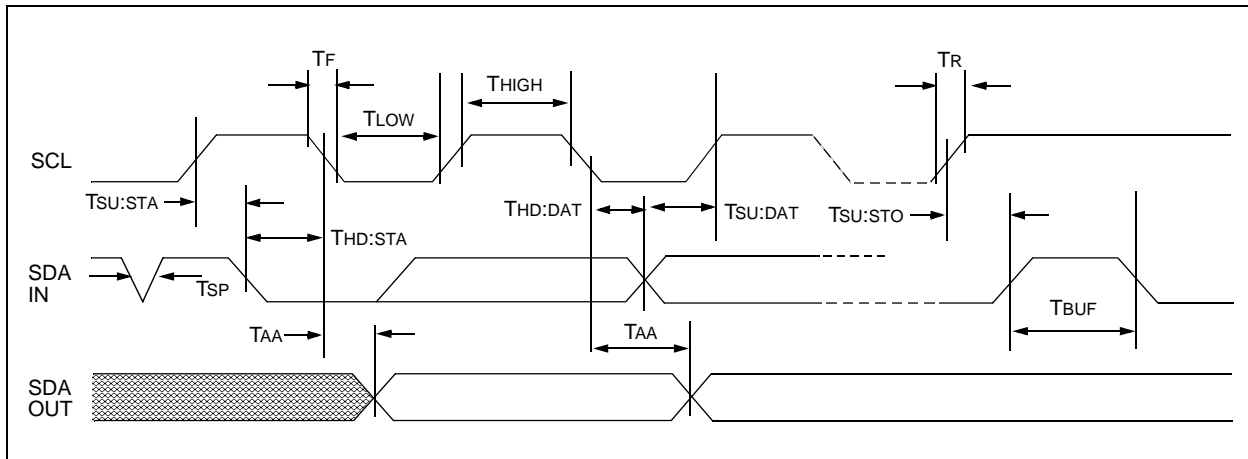 TF
TR
THIGH
TLOW
SCL
TSU:STA
THD:DAT
TSU:DAT
TSU:STO
THD:STA
SDA
IN
TSP
TBUF
TAA
TAA
SDA
OUT